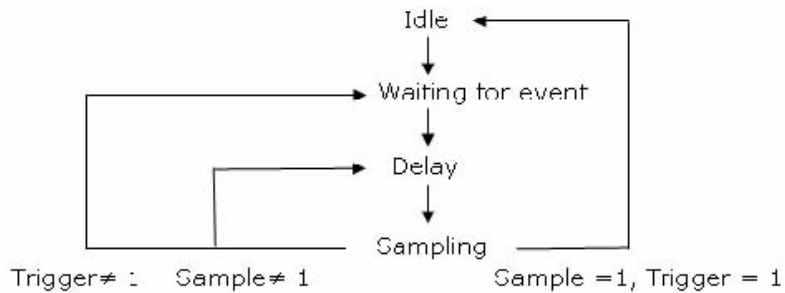 Idle
Waiting for event
Delay
Sampling
Trigger≠ 1 Sample≠ 1 Sample =1, Trigger = 1